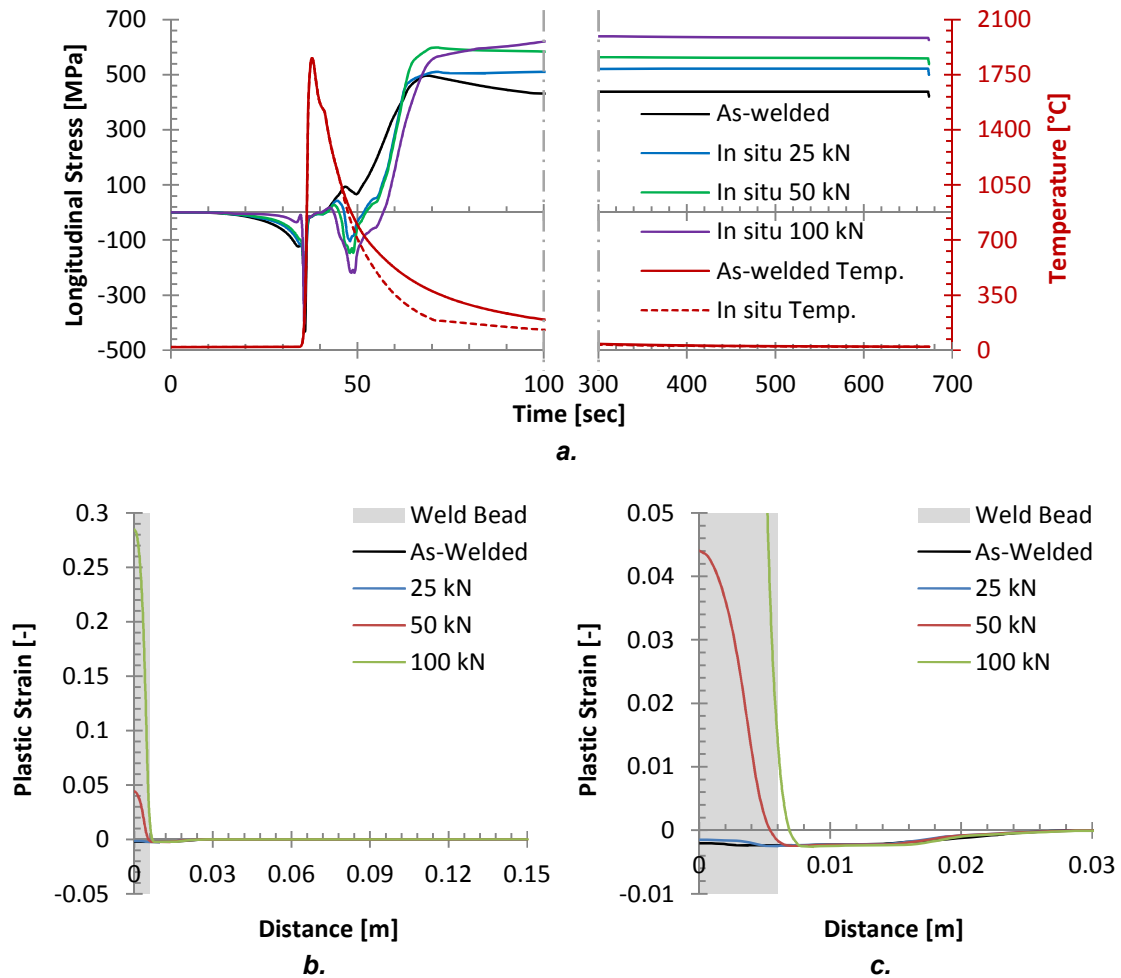 700
500
300
100
-100
-300
-500
Longitudinal Stress [MPa]
2100
1800
1500
1200
900
600
300
0
Temperature [°C]
As-welded
In situ 25 kN
In situ 50 kN
In situ 100 kN
As-welded Temp.
In situ Temp.
0 50 100 300 400 500 600 700
Time [sec]
a.
0.3
0.25
0.2
0.15
0.1
0.05
0
-0.05
Plastic Strain [-]
Weld Bead
As-Welded
25 kN
50 kN
100 kN
0 0.03 0.06 0.09 0.12 0.15
Distance [m]
b.
0.05
0.04
0.03
0.02
0.01
0
-0.01
Plastic Strain [-]
Weld Bead
As-Welded
25 kN
50 kN
100 kN
0 0.01 0.02 0.03
Distance [m]
c.